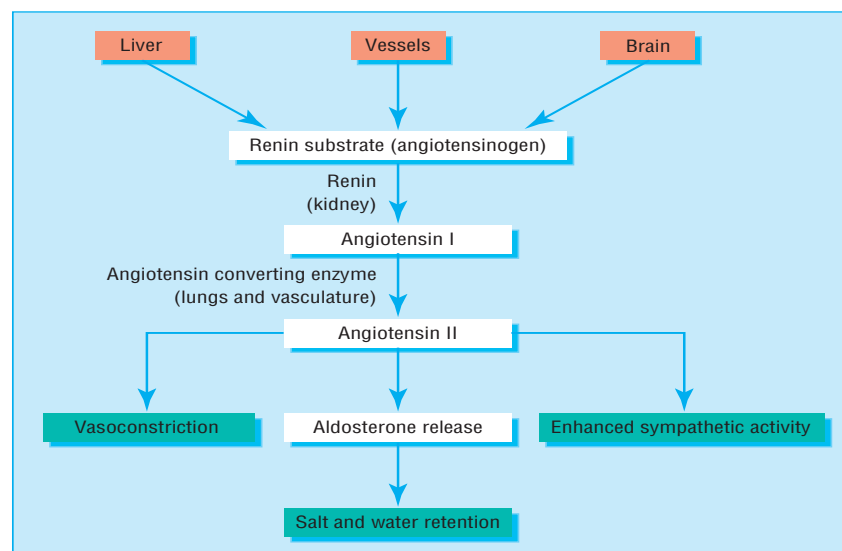 Liver
Vessels
Brain
Renin substrate (angiotensinogen)
Renin
(kidney)
Angiotensin I
Angiotensin converting enzyme
(lungs and vasculature)
Angiotensin II
Vasoconstriction
Aldosterone release
Enhanced sympathetic activity
Salt and water retention